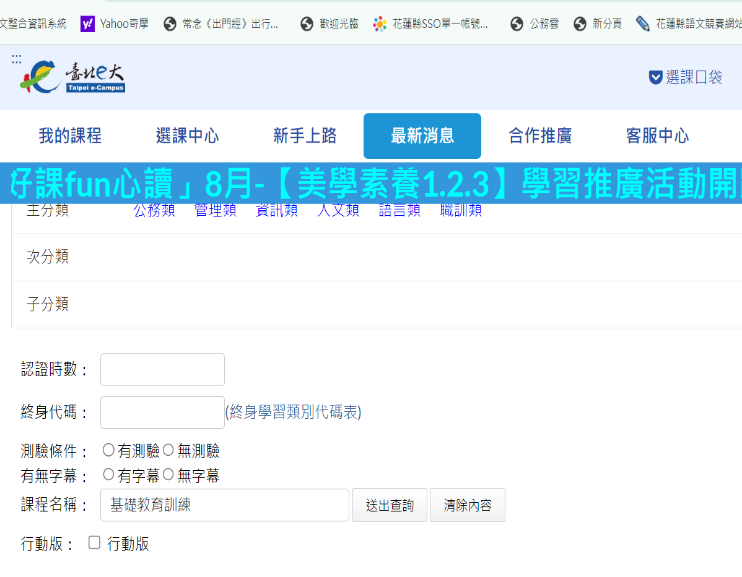 文整合資訊系統 Yahoo奇摩 常念《出門經》出行... 歡迎光臨 花蓮縣SSO單一帳號... 公務雲 新分頁 花蓮縣語文競賽網站
:::
臺北e大
Taipei e-Campus
選課口袋
我的課程 選課中心 新手上路 最新消息 合作推廣 客服中心
好課fun心讀」8月-【美學素養1.2.3】學習推廣活動開
主分類 公務類 管理類 資訊類 人文類 語言類 職訓類
次分類
子分類
認證時數：
終身代碼： (終身學習類別代碼表)
測驗條件： 有測驗 無測驗
有無字幕： 有字幕 無字幕
課程名稱： 基礎教育訓練 送出查詢 清除內容
行動版： 行動版